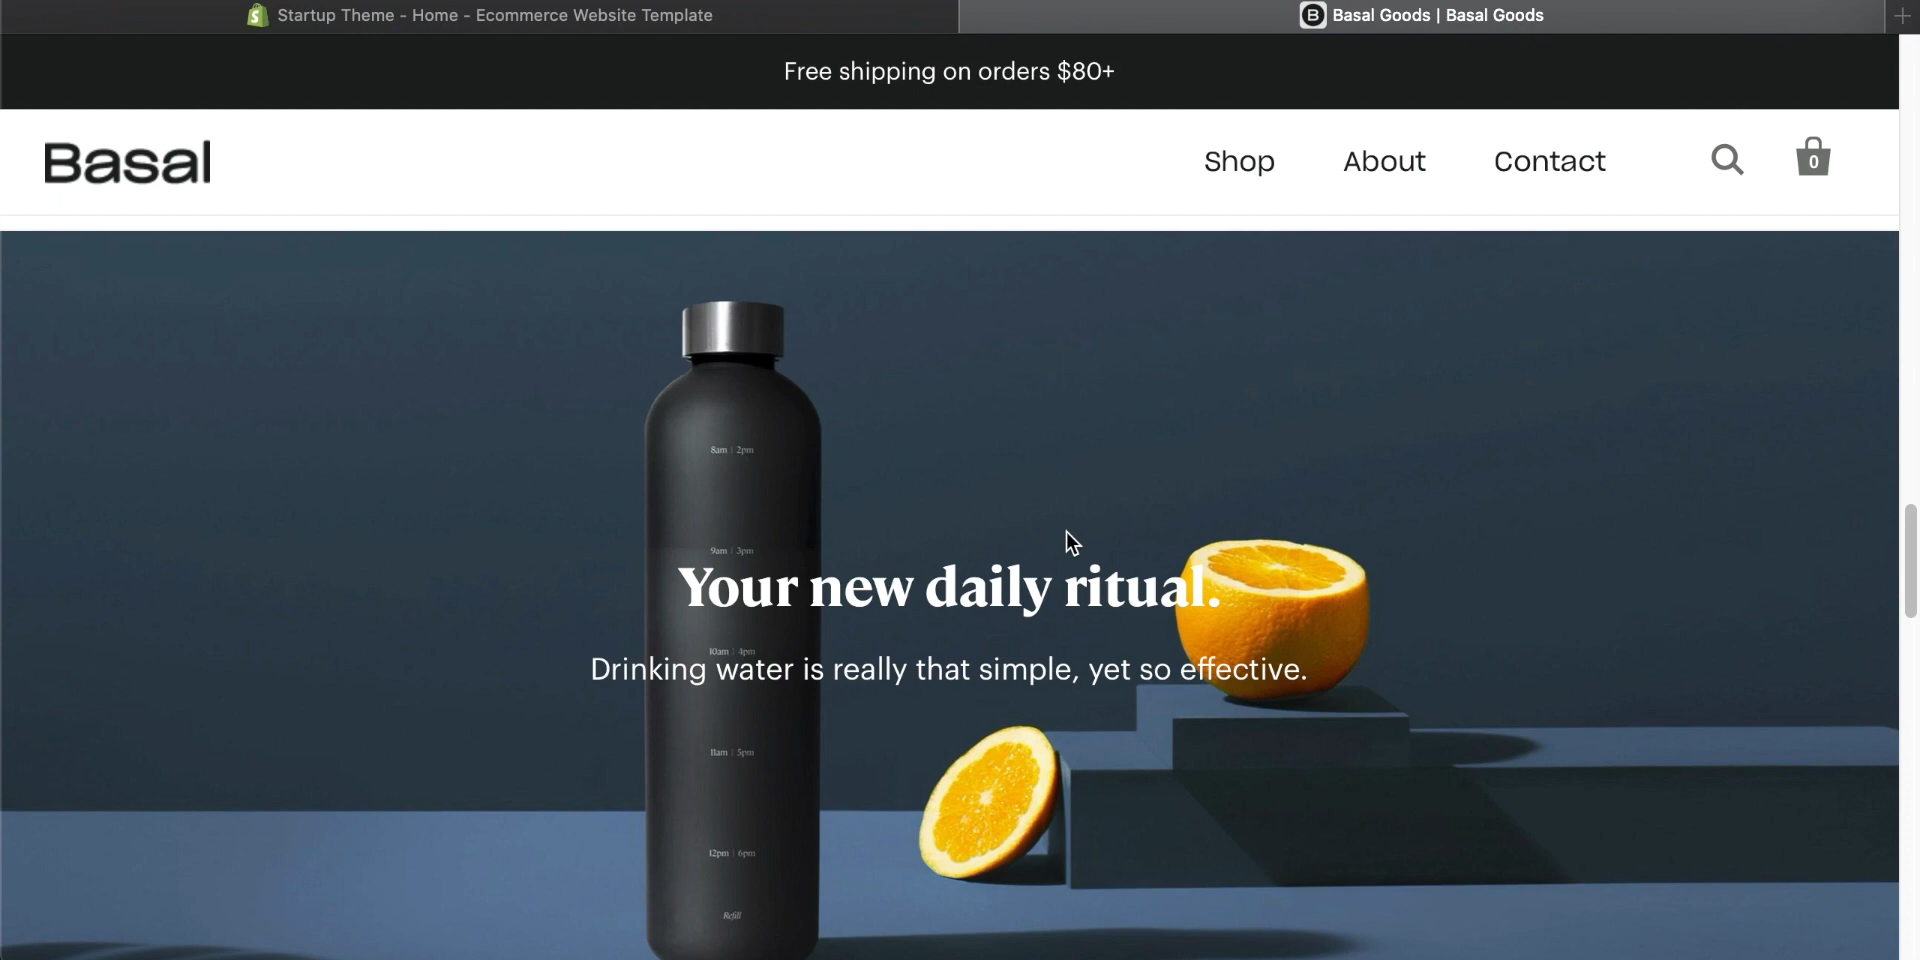 Startup Theme - Home - Ecommerce Website Template
B Basal Goods | Basal Goods
Free shipping on orders $80+
Basal
Shop
About
Contact
0
8am | 2pm
9am | 3pm
Your new daily ritual.
10am | 4pm
Drinking water is really that simple, yet so effective.
11am | 5pm
12pm | 6pm
Refill